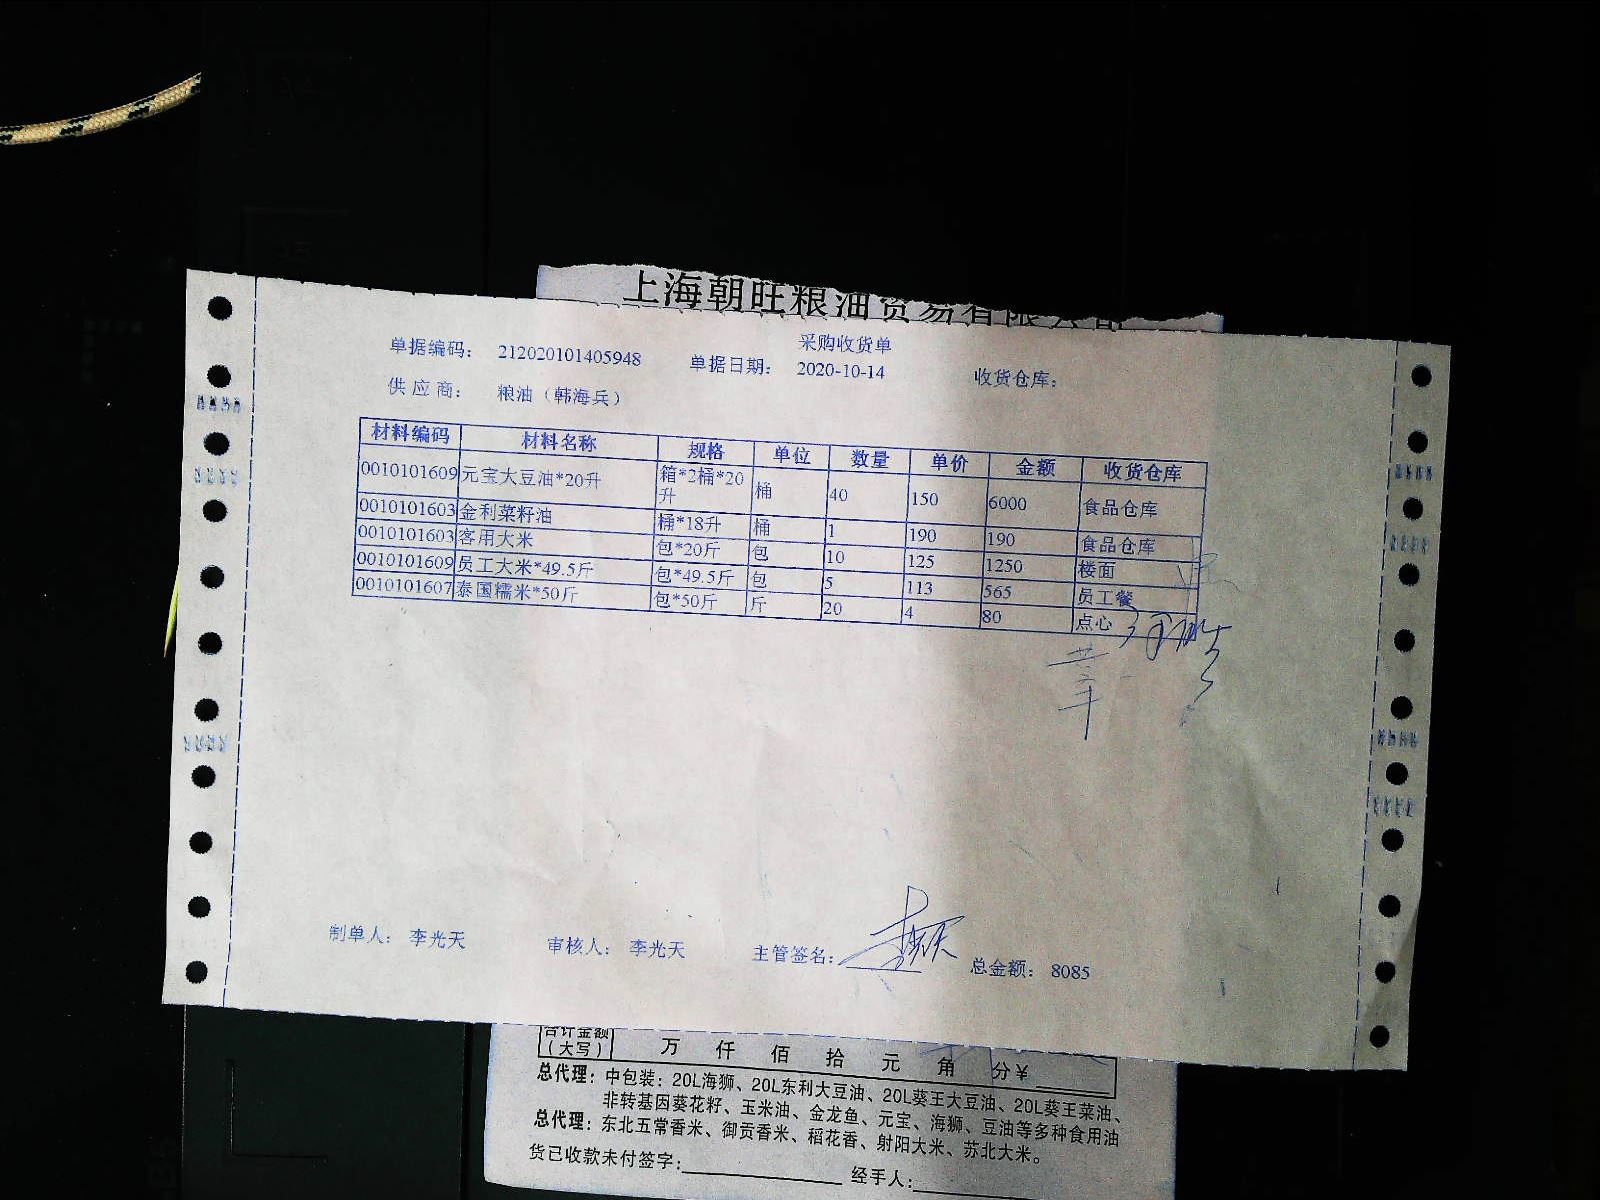 上海朝旺粮油贸易有限公司
采购收货单
单据编码： 212020101405948 单据日期： 2020-10-14 收货仓库：
供 应 商： 粮油（韩海兵）
材料编码 材料名称 规格 单位 数量 单价 金额 收货仓库
0010101609 元宝大豆油*20升 箱*2桶*20升 桶 40 150 6000 食品仓库
0010101603 金利菜籽油 桶*18升 桶 1 190 190 食品仓库
0010101603 客用大米 包*20斤 包 10 125 1250 楼面
0010101609 员工大米*49.5斤 包*49.5斤 包 5 113 565 员工餐
0010101607 泰国糯米*50斤 包*50斤 斤 20 4 80 点心
制单人： 李光天 审核人： 李光天 主管签名： 总金额： 8085
合计金额（大写） 万 仟 佰 拾 元 角 分￥
总代理：中包装：20L海狮、20L东利大豆油、20L葵王大豆油、20L葵王菜油、
非转基因葵花籽、玉米油、金龙鱼、元宝、海狮、豆油等多种食用油
总代理：东北五常香米、御贡香米、稻花香、射阳大米、苏北大米。
货已收款未付签字： 经手人：